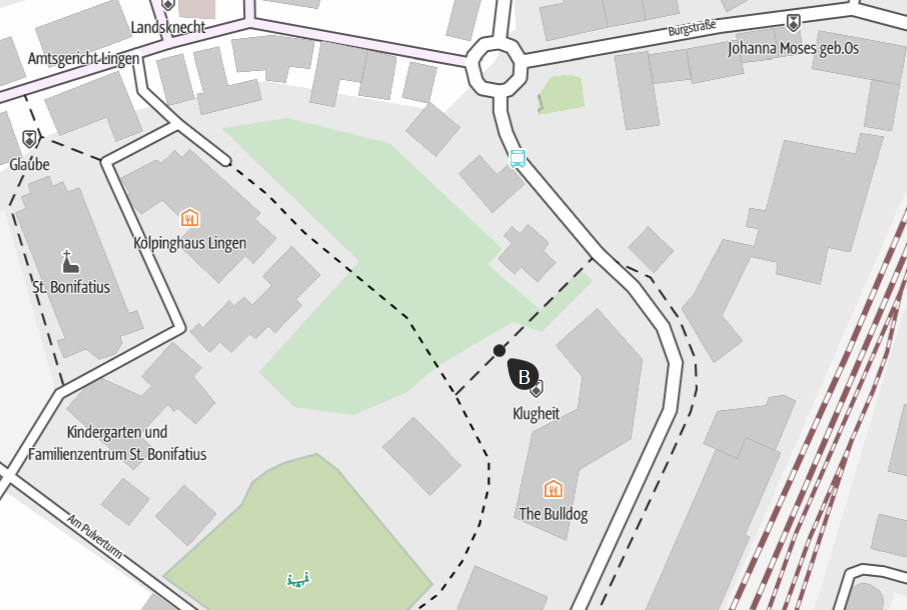 Landsknecht
Burgstraße
Johanna Moses geb.Os
Amtsgericht Lingen
Glaube
Kolpinghaus Lingen
St. Bonifatius
B
Klugheit
Kindergarten und
Familienzentrum St. Bonifatius
The Bulldog
Am Pulverturm